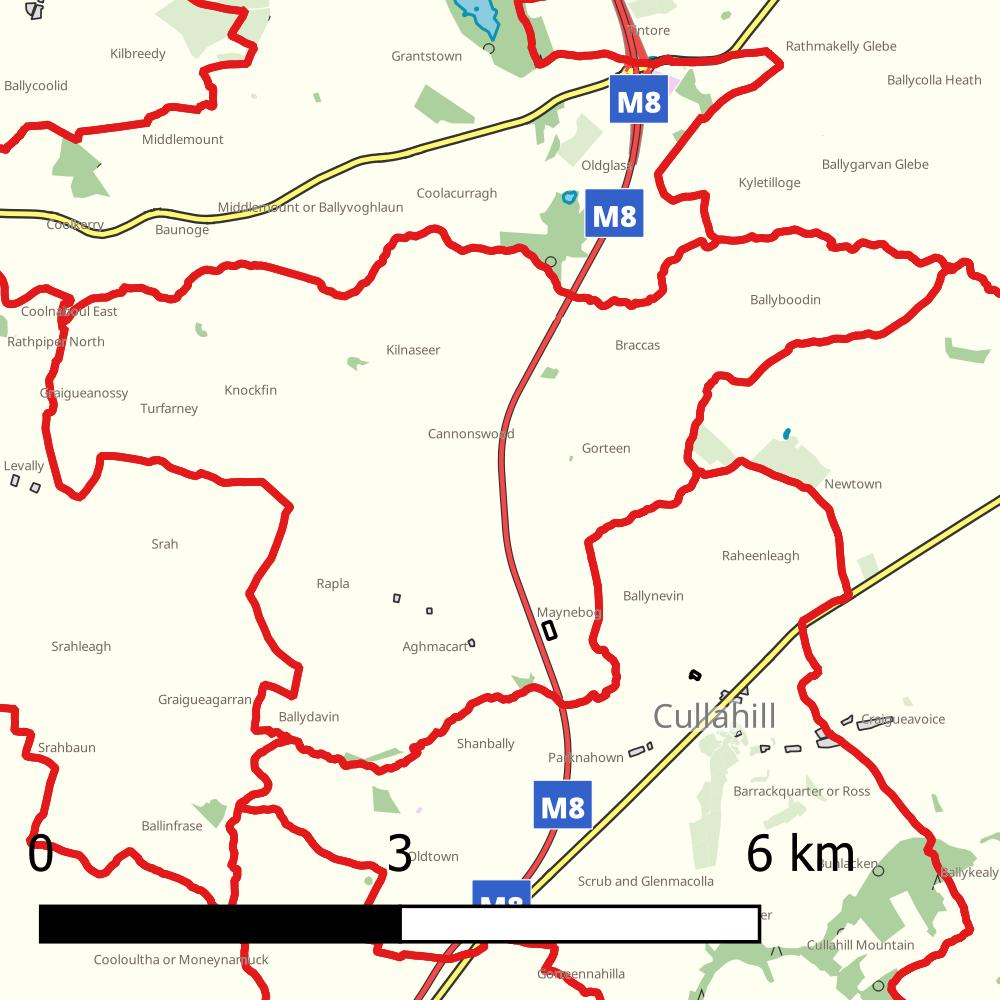 Tintore
Rathmakelly Glebe
Kilbreedy
Grantstown
Ballycolla Heath
Ballycoolid
M8
Middlemount
Oldglass
Ballygarvan Glebe
Kyletilloge
Coolacurragh
Middlemount or Ballyvoghlaun
M8
Coolkerry
Baunoge
Ballyboodin
Coolnaboul East
Rathpiper North
Braccas
Kilnaseer
Knockfin
Graigueanossy
Turfarney
Cannonswood
Gorteen
Levally
Newtown
Srah
Raheenleagh
Rapla
Ballynevin
Maynebog
Srahleagh
Aghmacart
Graigueagarran
Ballydavin
Cullahill
Craigueavoice
Srahbaun
Shanbally
Parknahown
Barrackquarter or Ross
M8
Ballinfrase
0
3
6 km
Oldtown
Bunlacken
Ballykealy
Scrub and Glenmacolla
M8
er
Cullahill Mountain
Cooloultha or Moneynamuck
Gorteennahilla